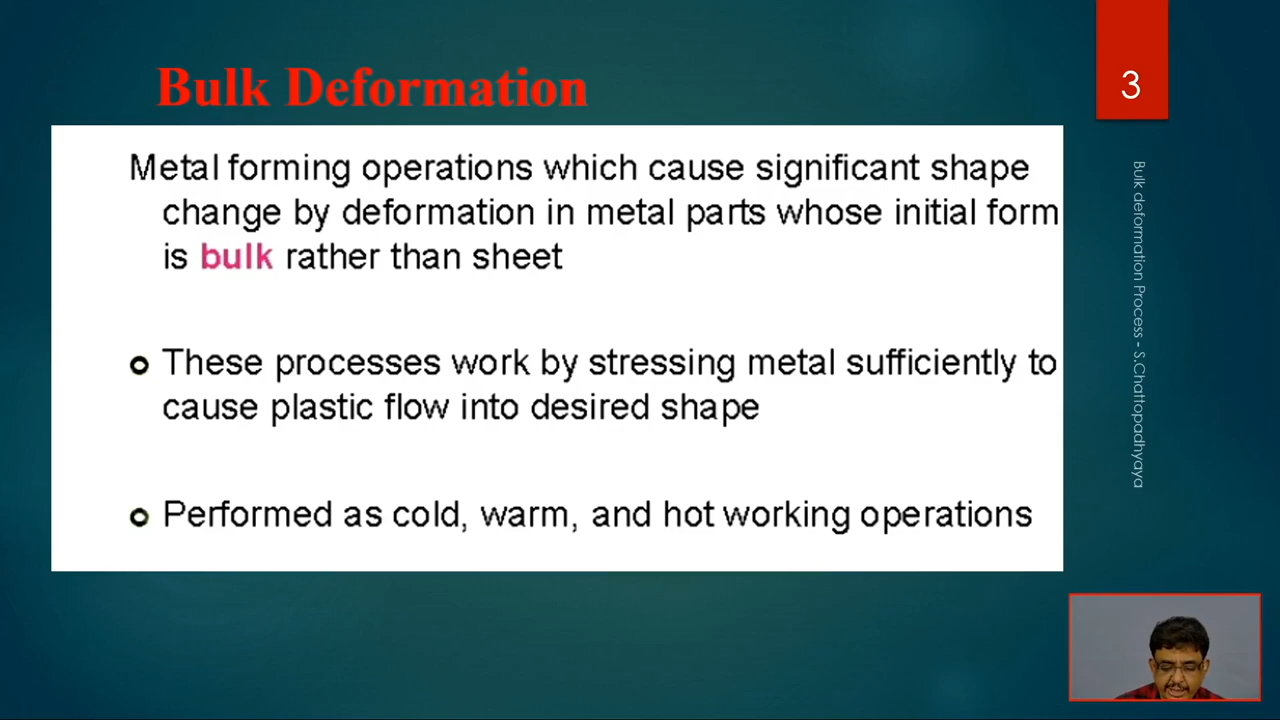 Bulk Deformation
3
Metal forming operations which cause significant shape
change by deformation in metal parts whose initial form
is bulk rather than sheet
These processes work by stressing metal sufficiently to
cause plastic flow into desired shape
Performed as cold, warm, and hot working operations
Bulk deformation Process - S.Chattopadhyaya